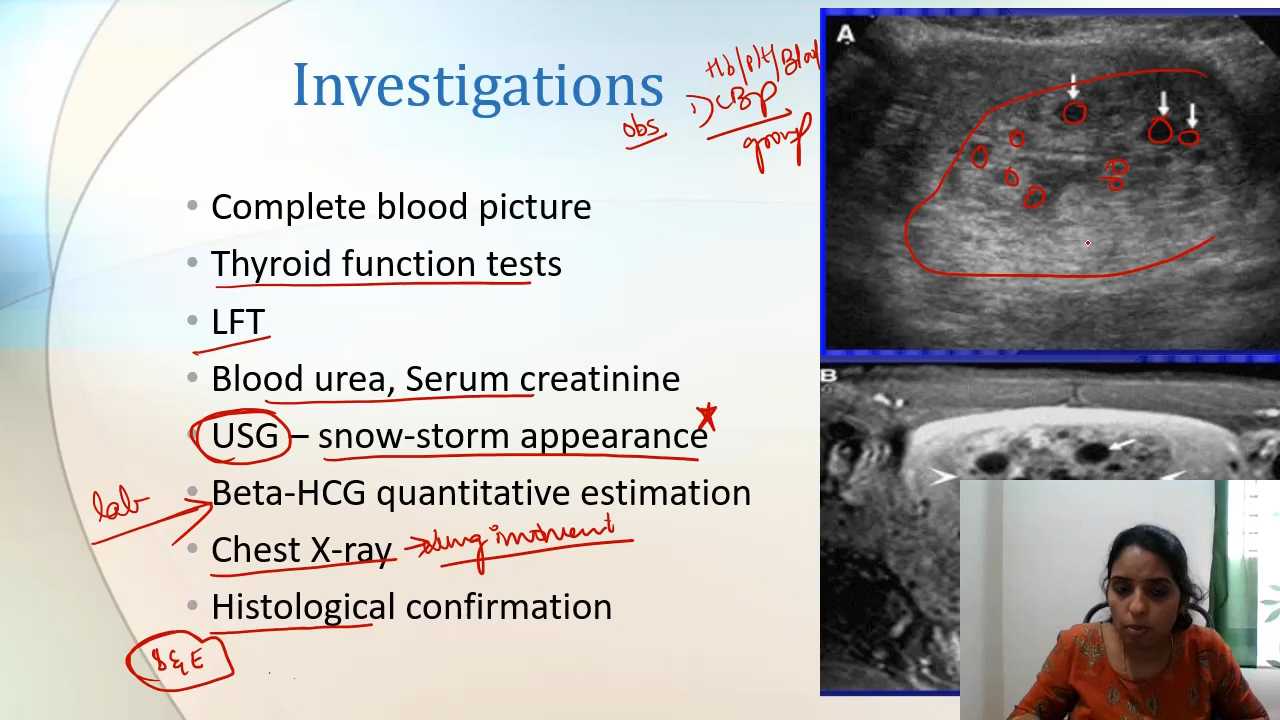 Investigations
Hb/plt/Blood
1) CBP
group
obs
• Complete blood picture
• Thyroid function tests
• LFT
• Blood urea, Serum creatinine
• USG – snow-storm appearance
lab
• Beta-HCG quantitative estimation
• Chest X-ray → lung
• Histological confirmation
S & E
A
B